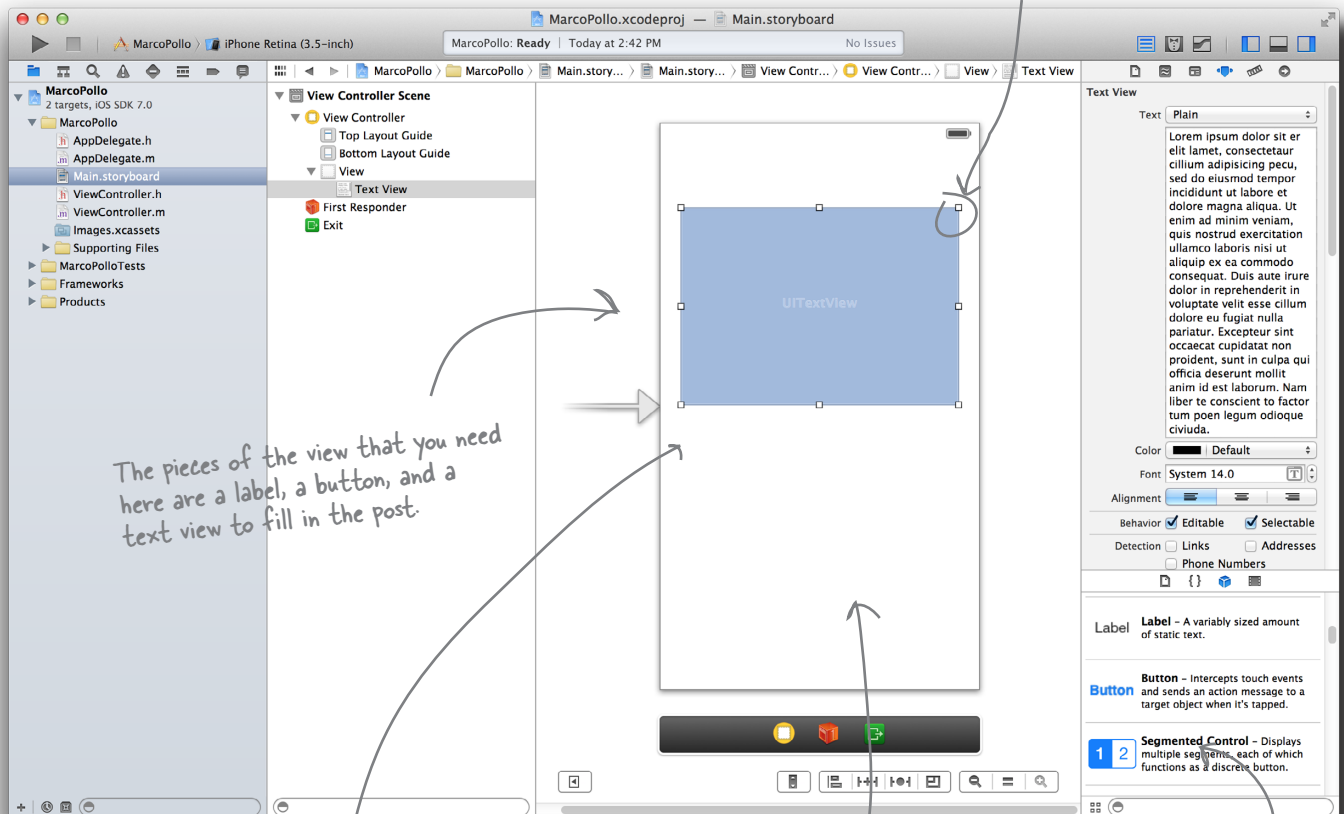 MarcoPollo.xcodeproj — Main.storyboard
MarcoPollo
iPhone Retina (3.5-inch)
MarcoPollo: Ready | Today at 2:42 PM
No Issues
MarcoPollo
2 targets, iOS SDK 7.0
MarcoPollo
h AppDelegate.h
m AppDelegate.m
Main.storyboard
h ViewController.h
m ViewController.m
Images.xcassets
Supporting Files
MarcoPolloTests
Frameworks
Products
MarcoPollo
MarcoPollo
Main.story...
Main.story...
View Contr...
View Contr...
View
Text View
View Controller Scene
View Controller
Top Layout Guide
Bottom Layout Guide
View
Text View
First Responder
Exit
UITextView
The pieces of the view that you need
here are a label, a button, and a
text view to fill in the post.
Text View
Text Plain
Lorem ipsum dolor sit er
elit lamet, consectetaur
cillium adipisicing pecu,
sed do eiusmod tempor
incididunt ut labore et
dolore magna aliqua. Ut
enim ad minim veniam,
quis nostrud exercitation
ullamco laboris nisi ut
aliquip ex ea commodo
consequat. Duis aute irure
dolor in reprehenderit in
voluptate velit esse cillum
dolore eu fugiat nulla
pariatur. Excepteur sint
occaecat cupidatat non
proident, sunt in culpa qui
officia deserunt mollit
anim id est laborum. Nam
liber te conscient to factor
tum poen legum odioque
civiuda.
Color Default
Font System 14.0 T
Alignment
Behavior Editable Selectable
Detection Links Addresses
Phone Numbers
{ }
Label
Label – A variably sized amount
of static text.
Button
Button – Intercepts touch events
and sends an action message to a
target object when it's tapped.
1 2
Segmented Control – Displays
multiple segments, each of which
functions as a discrete button.